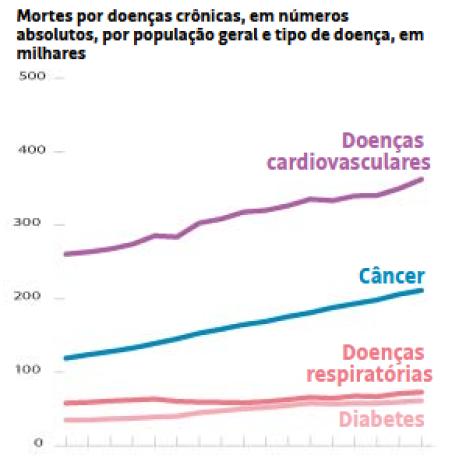 Mortes por doenças crônicas, em números
absolutos, por população geral e tipo de doença, em
milhares
500
400
Doenças
cardiovasculares
300
Câncer
200
Doenças
respiratórias
100
Diabetes
0